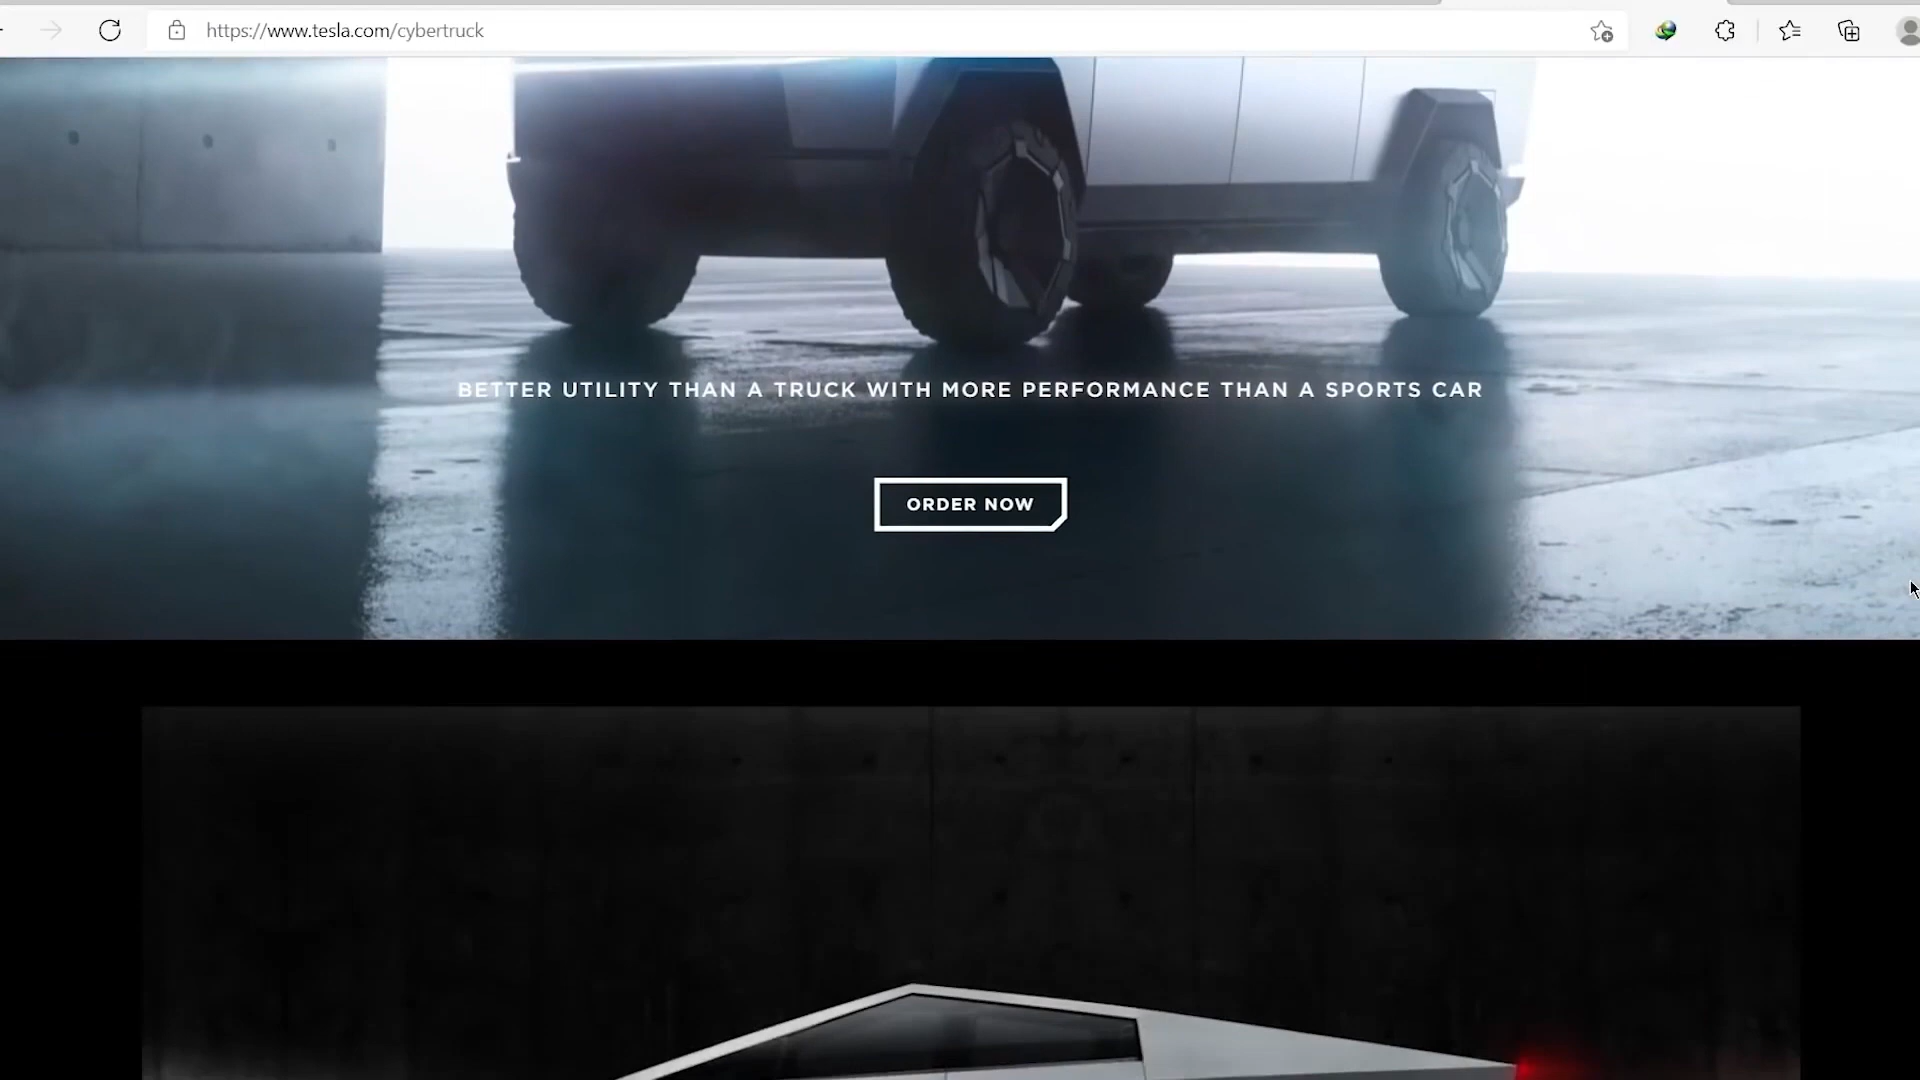 https://www.tesla.com/cybertruck
BETTER UTILITY THAN A TRUCK WITH MORE PERFORMANCE THAN A SPORTS CAR
ORDER NOW